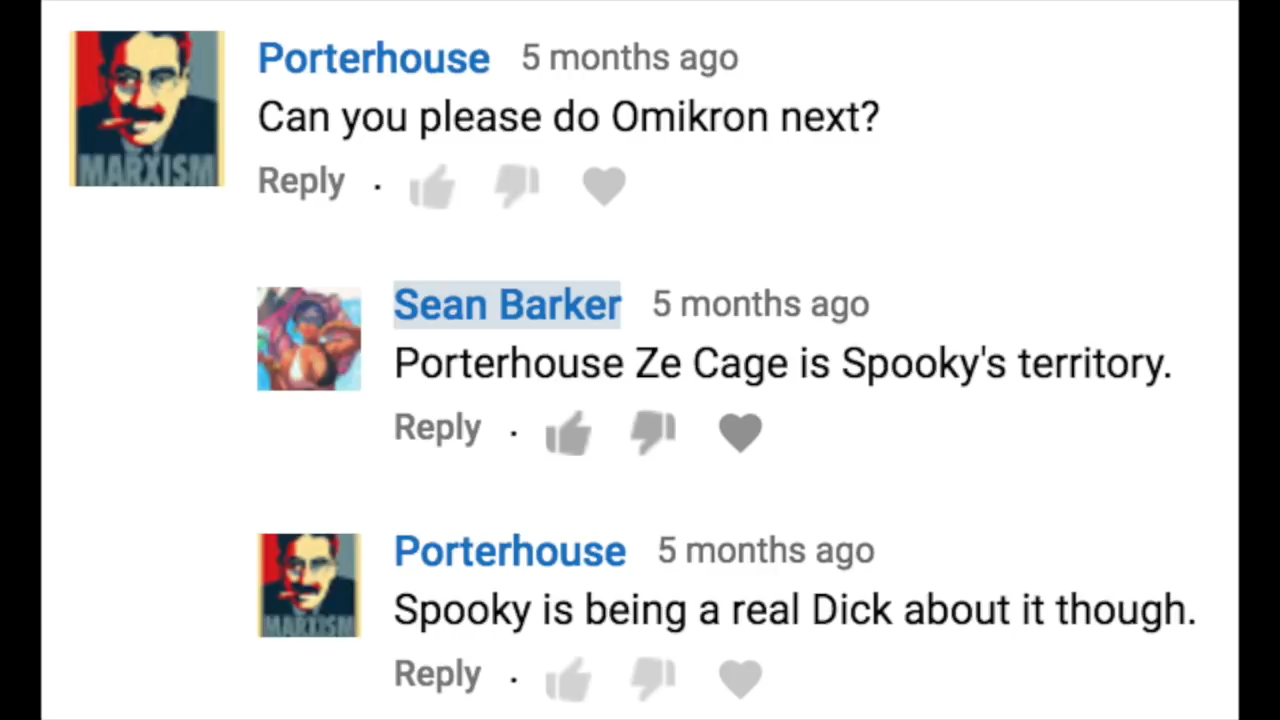 Porterhouse 5 months ago
Can you please do Omikron next?
MARXISM
Reply ·
Sean Barker 5 months ago
Porterhouse Ze Cage is Spooky's territory.
Reply ·
Porterhouse 5 months ago
Spooky is being a real Dick about it though.
MARXISM
Reply ·